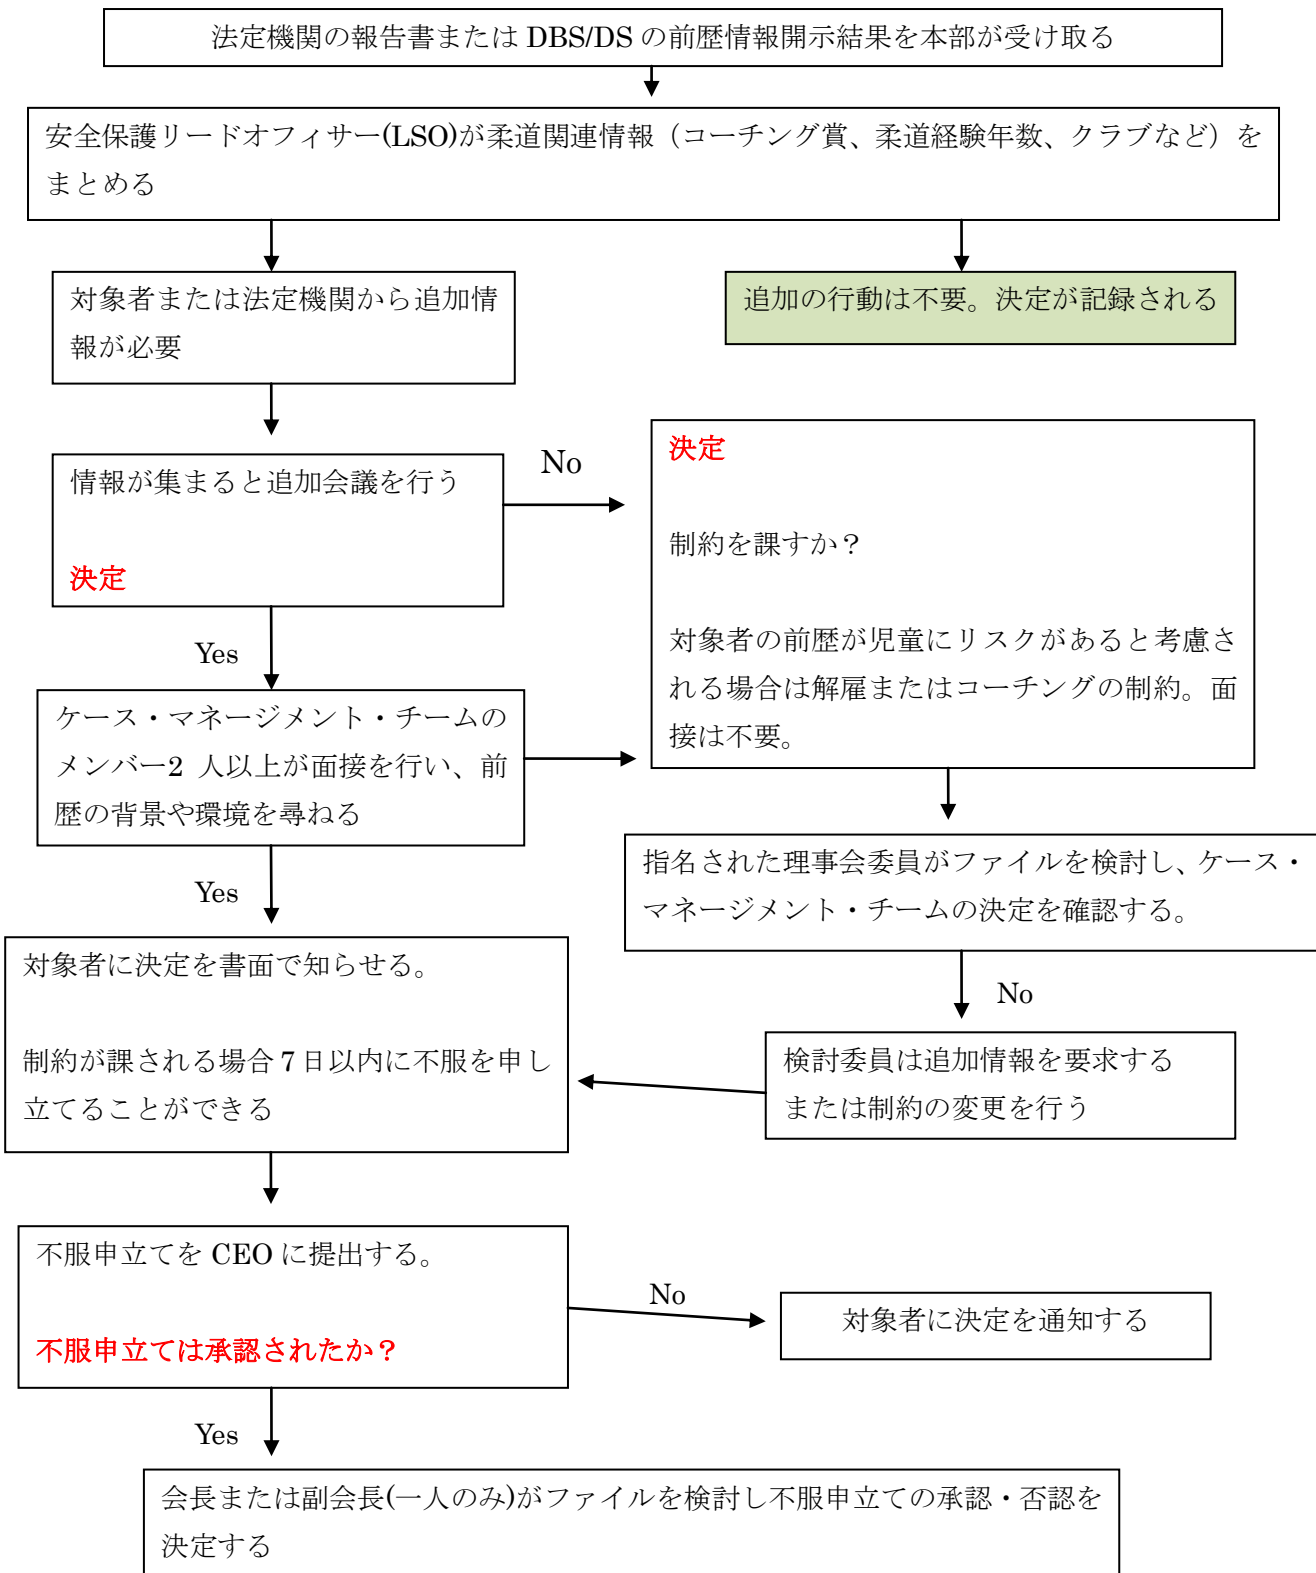 法定機関の報告書または DBS/DS の前歴情報開示結果を本部が受け取る
安全保護リードオフィサー(LSO)が柔道関連情報（コーチング賞、柔道経験年数、クラブなど）を
まとめる
対象者または法定機関から追加情
報が必要
追加の行動は不要。決定が記録される
情報が集まると追加会議を行う
決定
No
決定
制約を課すか？
対象者の前歴が児童にリスクがあると考慮さ
れる場合は解雇またはコーチングの制約。面
接は不要。
Yes
ケース・マネージメント・チームの
メンバー2 人以上が面接を行い、前
歴の背景や環境を尋ねる
指名された理事会委員がファイルを検討し、ケース・
マネージメント・チームの決定を確認する。
Yes
対象者に決定を書面で知らせる。
制約が課される場合 7 日以内に不服を申し
立てることができる
No
検討委員は追加情報を要求する
または制約の変更を行う
不服申立てを CEO に提出する。
不服申立ては承認されたか？
No
対象者に決定を通知する
Yes
会長または副会長(一人のみ)がファイルを検討し不服申立ての承認・否認を
決定する